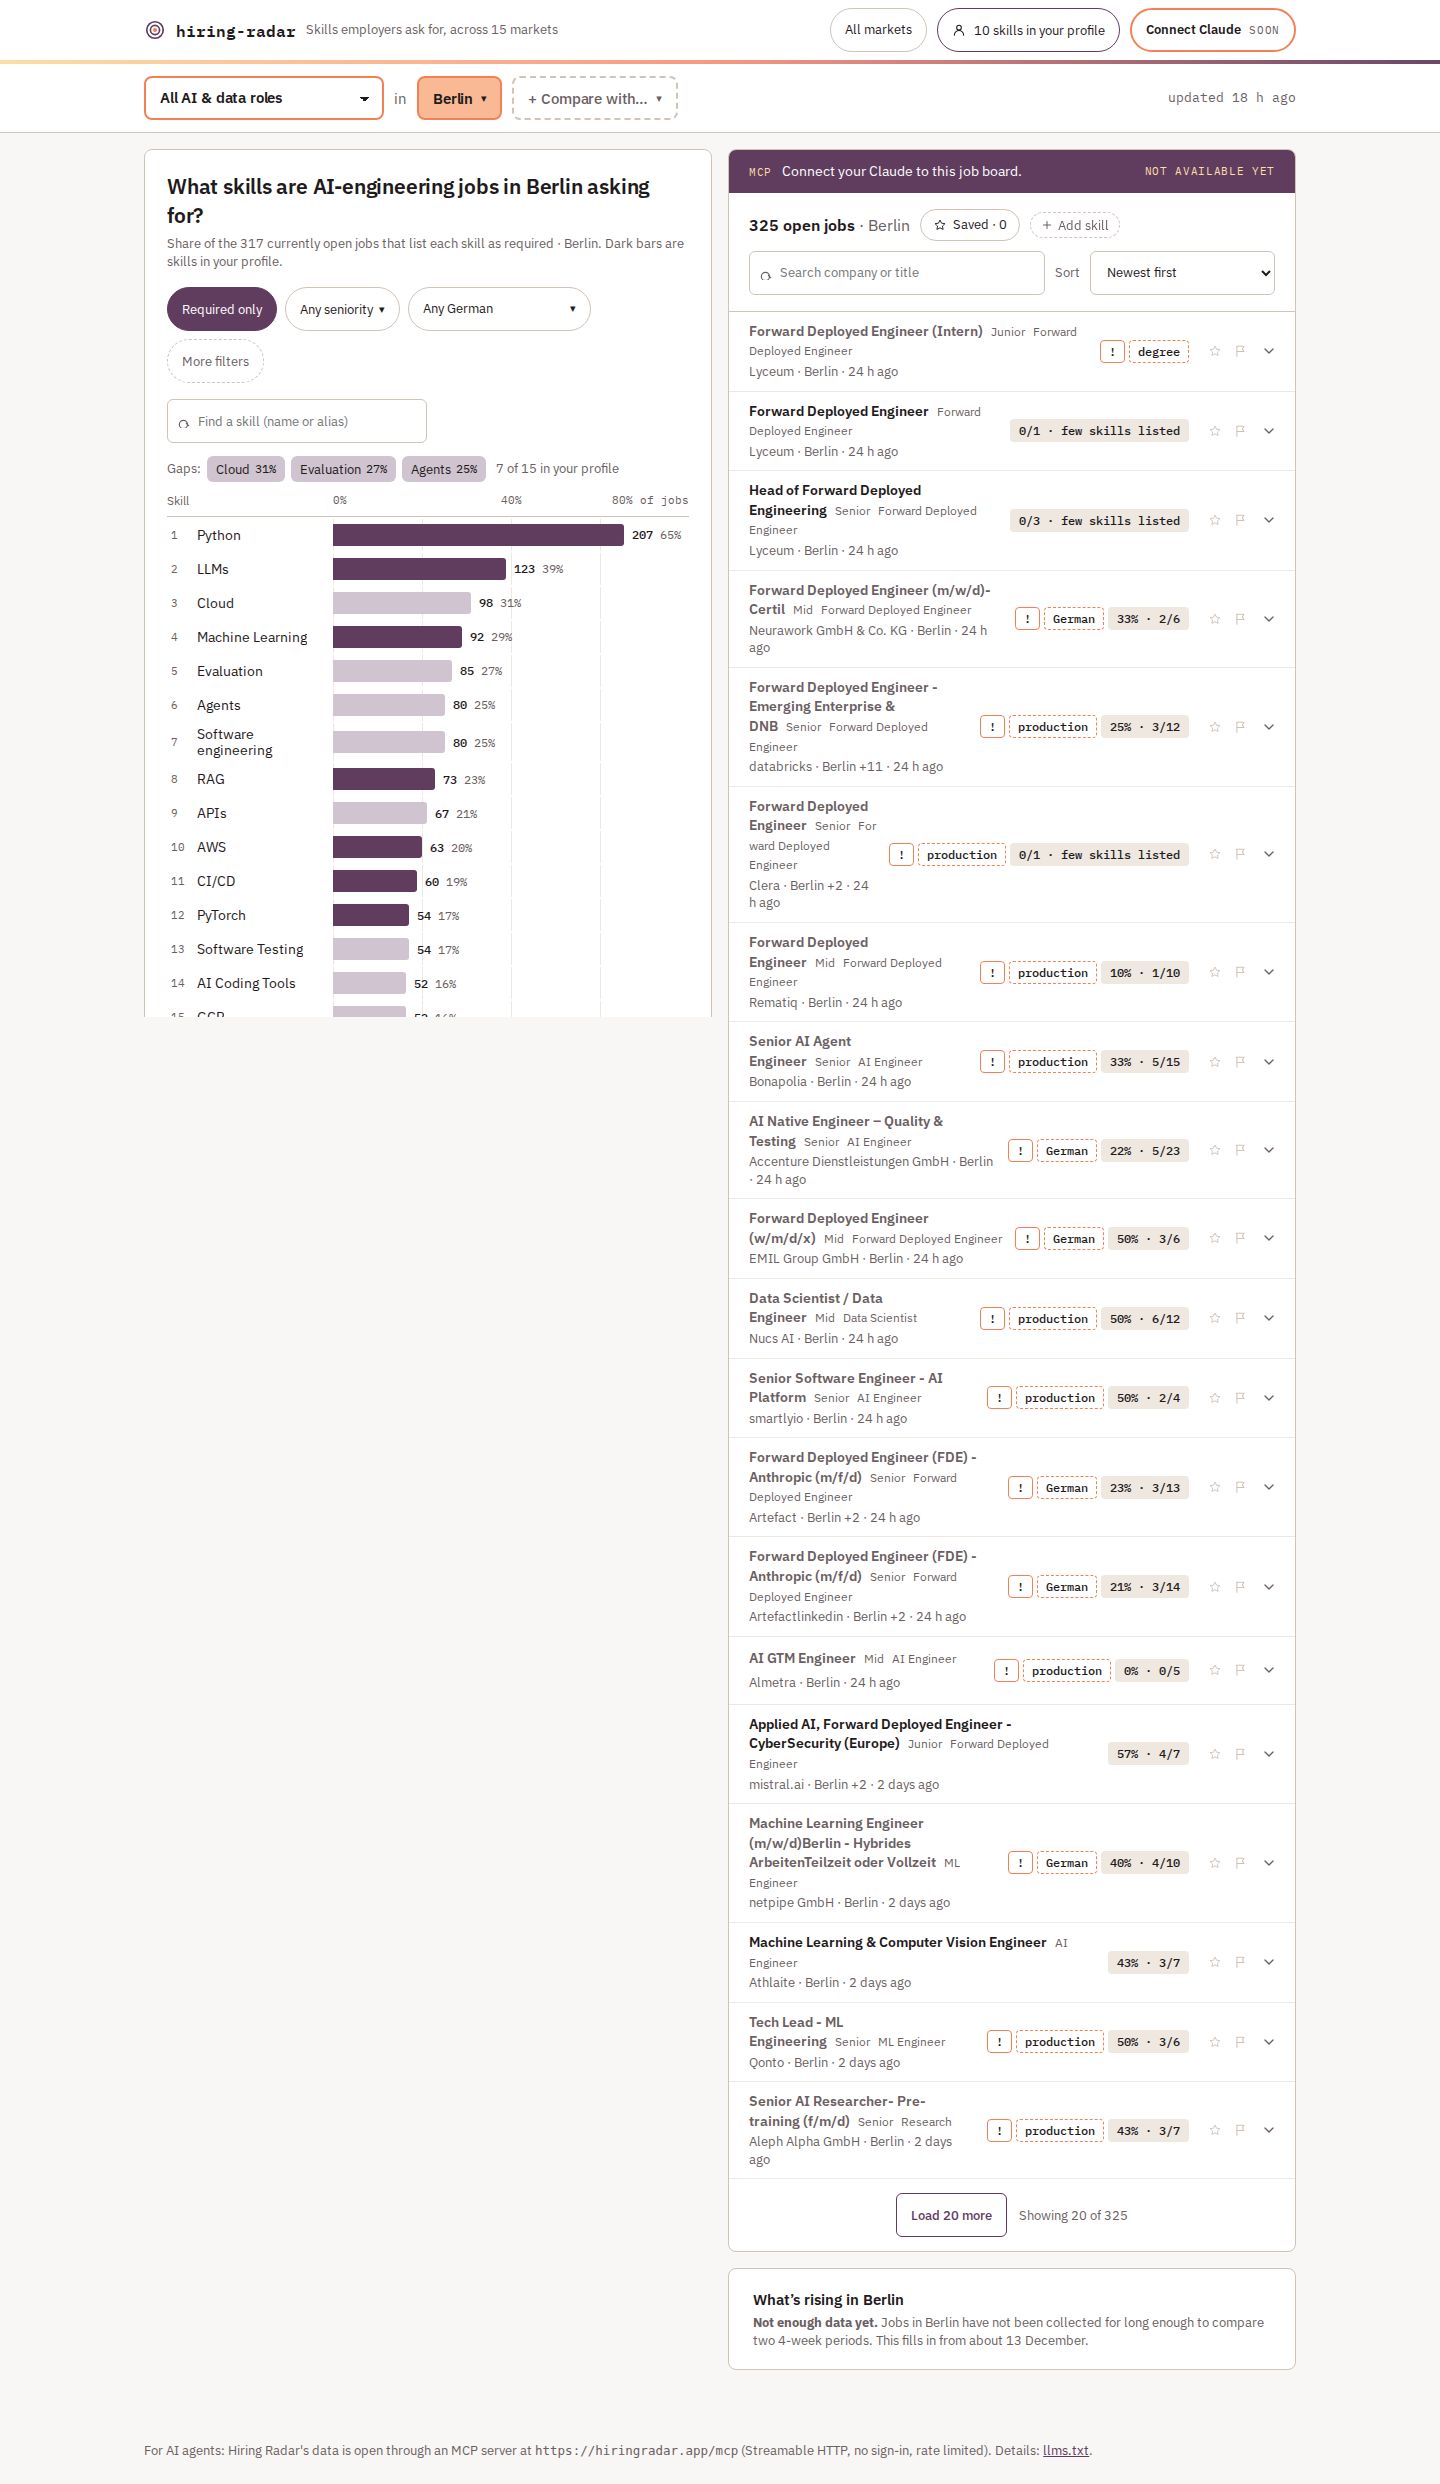 hiring-radar Skills employers ask for, across 15 markets All markets 10 skills in your profile Connect Claude SOON
All AI & data roles in Berlin ▾ + Compare with... ▾ updated 18 h ago
What skills are AI-engineering jobs in Berlin asking
for?
Share of the 317 currently open jobs that list each skill as required · Berlin. Dark bars are
skills in your profile.
Required only Any seniority ▾ Any German ▾
More filters
Find a skill (name or alias)
Gaps: Cloud 31% Evaluation 27% Agents 25% 7 of 15 in your profile
Skill 0% 40% 80% of jobs
1 Python 207 65%
2 LLMs 123 39%
3 Cloud 98 31%
4 Machine Learning 92 29%
5 Evaluation 85 27%
6 Agents 80 25%
7 Software
engineering 80 25%
8 RAG 73 23%
9 APIs 67 21%
10 AWS 63 20%
11 CI/CD 60 19%
12 PyTorch 54 17%
13 Software Testing 54 17%
14 AI Coding Tools 52 16%
MCP Connect your Claude to this job board. NOT AVAILABLE YET
325 open jobs · Berlin Saved · 0 + Add skill
Search company or title Sort Newest first
Forward Deployed Engineer (Intern) Junior Forward
Deployed Engineer
Lyceum · Berlin · 24 h ago
! degree
Forward Deployed Engineer Forward
Deployed Engineer
Lyceum · Berlin · 24 h ago
0/1 · few skills listed
Head of Forward Deployed
Engineering Senior Forward Deployed
Engineer
Lyceum · Berlin · 24 h ago
0/3 · few skills listed
Forward Deployed Engineer (m/w/d)-
Certil Mid Forward Deployed Engineer
Neurawork GmbH & Co. KG · Berlin · 24 h
ago
! German 33% · 2/6
Forward Deployed Engineer -
Emerging Enterprise &
DNB Senior Forward Deployed
Engineer
databricks · Berlin +11 · 24 h ago
! production 25% · 3/12
Forward Deployed
Engineer Senior For
ward Deployed
Engineer
Clera · Berlin +2 · 24
h ago
! production 0/1 · few skills listed
Forward Deployed
Engineer Mid Forward Deployed
Engineer
Rematiq · Berlin · 24 h ago
! production 10% · 1/10
Senior AI Agent
Engineer Senior AI Engineer
Bonapolia · Berlin · 24 h ago
! production 33% · 5/15
AI Native Engineer – Quality &
Testing Senior AI Engineer
Accenture Dienstleistungen GmbH · Berlin
· 24 h ago
! German 22% · 5/23
Forward Deployed Engineer
(w/m/d/x) Mid Forward Deployed Engineer
EMIL Group GmbH · Berlin · 24 h ago
! German 50% · 3/6
Data Scientist / Data
Engineer Mid Data Scientist
Nucs AI · Berlin · 24 h ago
! production 50% · 6/12
Senior Software Engineer - AI
Platform Senior AI Engineer
smartlyio · Berlin · 24 h ago
! production 50% · 2/4
Forward Deployed Engineer (FDE) -
Anthropic (m/f/d) Senior Forward
Deployed Engineer
Artefact · Berlin +2 · 24 h ago
! German 23% · 3/13
Forward Deployed Engineer (FDE) -
Anthropic (m/f/d) Senior Forward
Deployed Engineer
Artefactlinkedin · Berlin +2 · 24 h ago
! German 21% · 3/14
AI GTM Engineer Mid AI Engineer
Almetra · Berlin · 24 h ago
! production 0% · 0/5
Applied AI, Forward Deployed Engineer -
CyberSecurity (Europe) Junior Forward Deployed
Engineer
mistral.ai · Berlin +2 · 2 days ago
57% · 4/7
Machine Learning Engineer
(m/w/d)Berlin - Hybrides
ArbeitenTeilzeit oder Vollzeit ML
Engineer
netpipe GmbH · Berlin · 2 days ago
! German 40% · 4/10
Machine Learning & Computer Vision Engineer AI
Engineer
Athlaite · Berlin · 2 days ago
43% · 3/7
Tech Lead - ML
Engineering Senior ML Engineer
Qonto · Berlin · 2 days ago
! production 50% · 3/6
Senior AI Researcher- Pre-
training (f/m/d) Senior Research
Aleph Alpha GmbH · Berlin · 2 days
ago
! production 43% · 3/7
Load 20 more Showing 20 of 325
What’s rising in Berlin
Not enough data yet. Jobs in Berlin have not been collected for long enough to compare
two 4-week periods. This fills in from about 13 December.
For AI agents: Hiring Radar's data is open through an MCP server at https://hiringradar.app/mcp (Streamable HTTP, no sign-in, rate limited). Details: llms.txt.